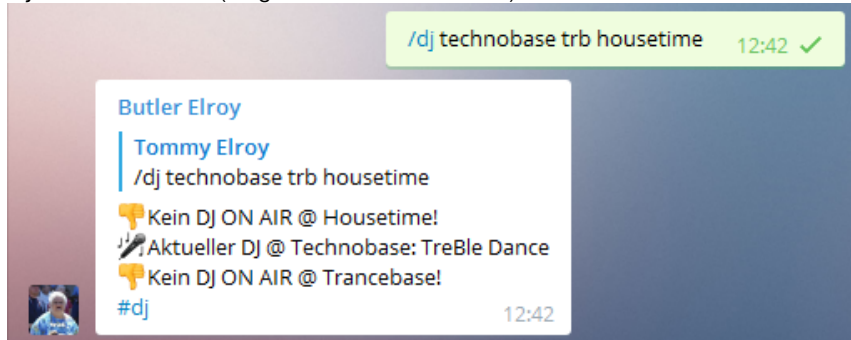 /dj technobase trb housetime 12:42
Butler Elroy
Tommy Elroy
/dj technobase trb housetime
👎Kein DJ ON AIR @ Housetime!
🎤Aktueller DJ @ Technobase: TreBle Dance
👎Kein DJ ON AIR @ Trancebase!
#dj 12:42